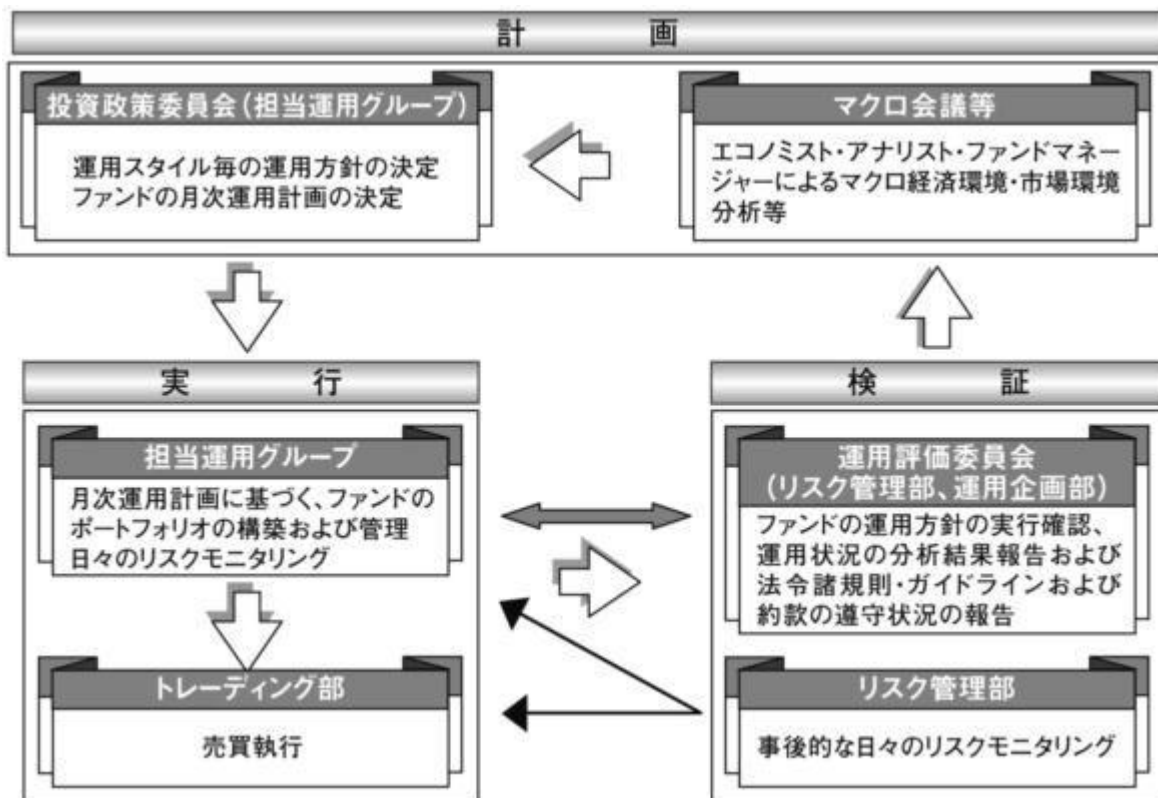 計画
投資政策委員会(担当運用グループ)
運用スタイル毎の運用方針の決定
ファンドの月次運用計画の決定
マクロ会議等
エコノミスト・アナリスト・ファンドマネー
ジャーによるマクロ経済環境・市場環境
分析等
実行
担当運用グループ
月次運用計画に基づく、ファンドの
ポートフォリオの構築および管理
日々のリスクモニタリング
トレーディング部
売買執行
検証
運用評価委員会
(リスク管理部、運用企画部)
ファンドの運用方針の実行確認、
運用状況の分析結果報告および
法令諸規則・ガイドラインおよび
約款の遵守状況の報告
リスク管理部
事後的な日々のリスクモニタリング